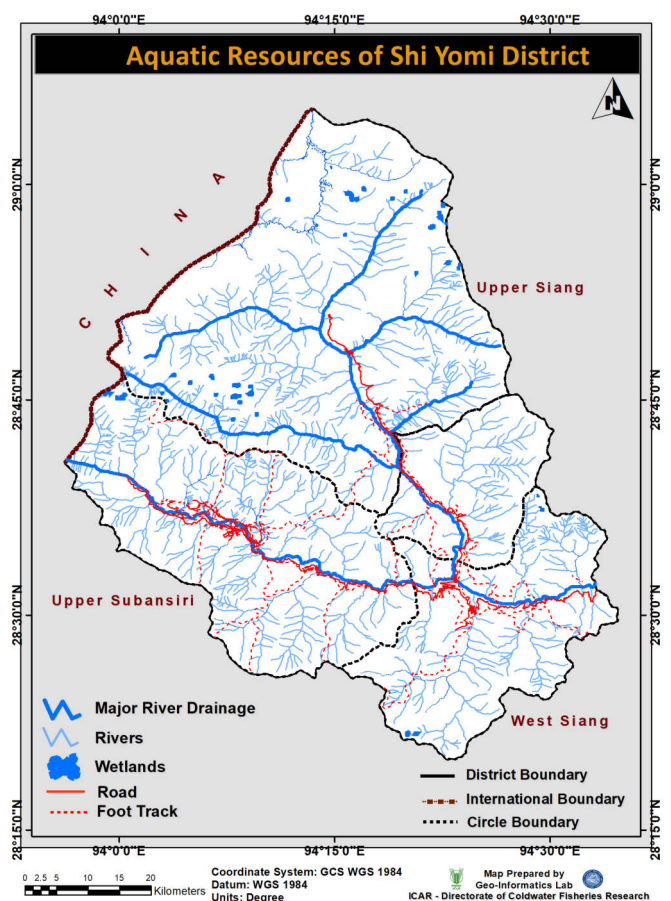 94°0'0"E 94°15'0"E 94°30'0"E
Aquatic Resources of Shi Yomi District
N
29°0'0"N 29°0'0"N
CHINA
Upper Siang
28°45'0"N 28°45'0"N
Upper Subansiri
28°30'0"N 28°30'0"N
West Siang
Major River Drainage
Rivers
Wetlands
Road
Foot Track
District Boundary
International Boundary
Circle Boundary
28°15'0"N 28°15'0"N
94°0'0"E 94°15'0"E 94°30'0"E
0 2.5 5 10 15 20
Kilometers
Coordinate System: GCS WGS 1984
Datum: WGS 1984
Units: Degree
Map Prepared by
Geo-Informatics Lab
ICAR - Directorate of Coldwater Fisheries Research